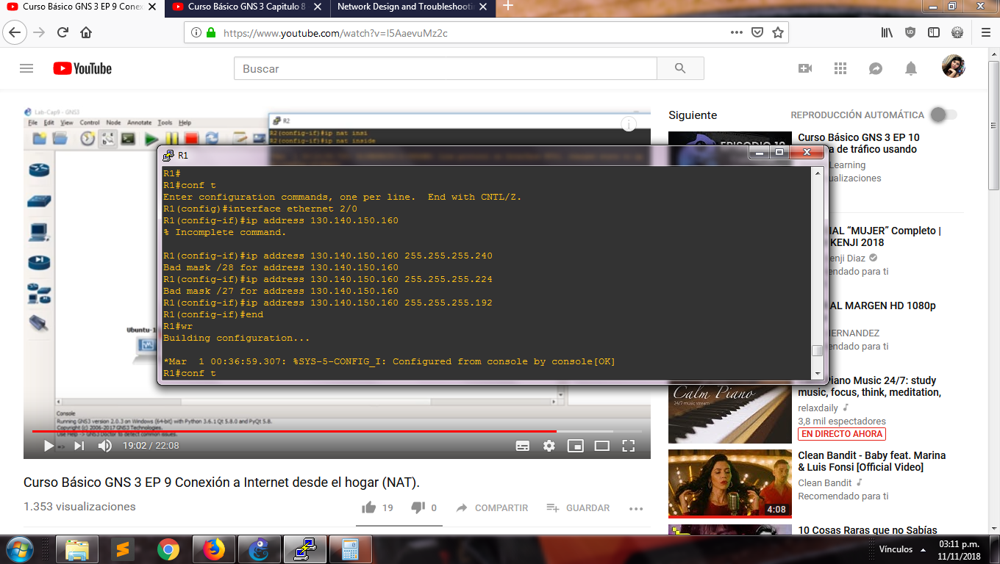 Curso Básico GNS 3 EP 9 Conex
Curso Básico GNS 3 Capitulo 8
Network Design and Troubleshooti
https://www.youtube.com/watch?v=I5AaevuMz2c
YouTube
Buscar
Lab-Cap9 - GNS3
File Edit View Control Node Annotate Tools Help
R2
R2(config-if)#ip nat insi
R2(config-if)#ip nat inside
R1
R1#
R1#conf t
Enter configuration commands, one per line.  End with CNTL/Z.
R1(config)#interface ethernet 2/0
R1(config-if)#ip address 130.140.150.160
% Incomplete command.
R1(config-if)#ip address 130.140.150.160 255.255.255.240
Bad mask /28 for address 130.140.150.160
R1(config-if)#ip address 130.140.150.160 255.255.255.224
Bad mask /27 for address 130.140.150.160
R1(config-if)#ip address 130.140.150.160 255.255.255.192
R1(config-if)#end
R1#wr
Building configuration...
*Mar  1 00:36:59.307: %SYS-5-CONFIG_I: Configured from console by console[OK]
R1#conf t
Ubuntu-1
Console
Running GNS3 version 2.0.3 on Windows (64-bit) with Python 3.6.1 Qt 5.8.0 and PyQt 5.8.
Copyright (c) 2006-2017 GNS3 Technologies.
Use Help -> GNS3 Doctor to detect common issues.
=>
19:02 / 22:08
Curso Básico GNS 3 EP 9 Conexión a Internet desde el hogar (NAT).
1.353 visualizaciones
19
0
COMPARTIR
GUARDAR
Siguiente
REPRODUCCIÓN AUTOMÁTICA
EPISODIO 10
Curso Básico GNS 3 EP 10
a de tráfico usando
Learning
ualizaciones
IAL “MUJER” Completo |
KENJI 2018
enji Diaz
endado para ti
AL MARGEN HD 1080p
HERNANDEZ
endado para ti
Calm Piano
24/7 music stream
Piano Music 24/7: study
music, focus, think, meditation,
relaxdaily
3,8 mil espectadores
EN DIRECTO AHORA
4:08
Clean Bandit - Baby feat. Marina
& Luis Fonsi [Official Video]
Clean Bandit
Recomendado para ti
10 Cosas Raras que no Sabías
Vínculos
03:11 p.m.
11/11/2018